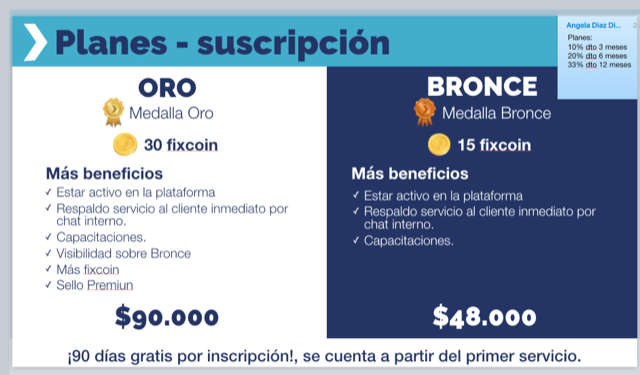 Planes - suscripción
Angela Díaz Di...
Planes:
10% dto 3 meses
20% dto 6 meses
33% dto 12 meses
ORO
Medalla Oro
30 fixcoin
Más beneficios
✓ Estar activo en la plataforma
✓ Respaldo servicio al cliente inmediato por
chat interno.
✓ Capacitaciones.
✓ Visibilidad sobre Bronce
✓ Más fixcoin
✓ Sello Premiun
$90.000
BRONCE
Medalla Bronce
15 fixcoin
Más beneficios
✓ Estar activo en la plataforma
✓ Respaldo servicio al cliente inmediato por
chat interno.
✓ Capacitaciones.
$48.000
¡90 días gratis por inscripción!, se cuenta a partir del primer servicio.